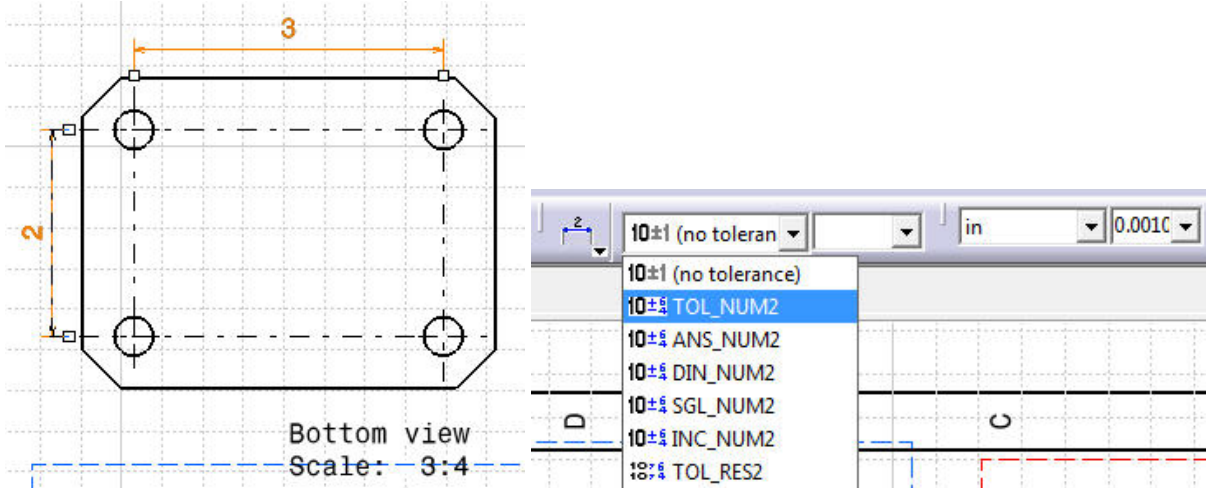 3
2
Bottom view
Scale: 3:4
2
10±1 (no toleran
in
0.0010
10±1 (no tolerance)
TOL_NUM2
ANS_NUM2
DIN_NUM2
SGL_NUM2
INC_NUM2
TOL_RES2
D
C